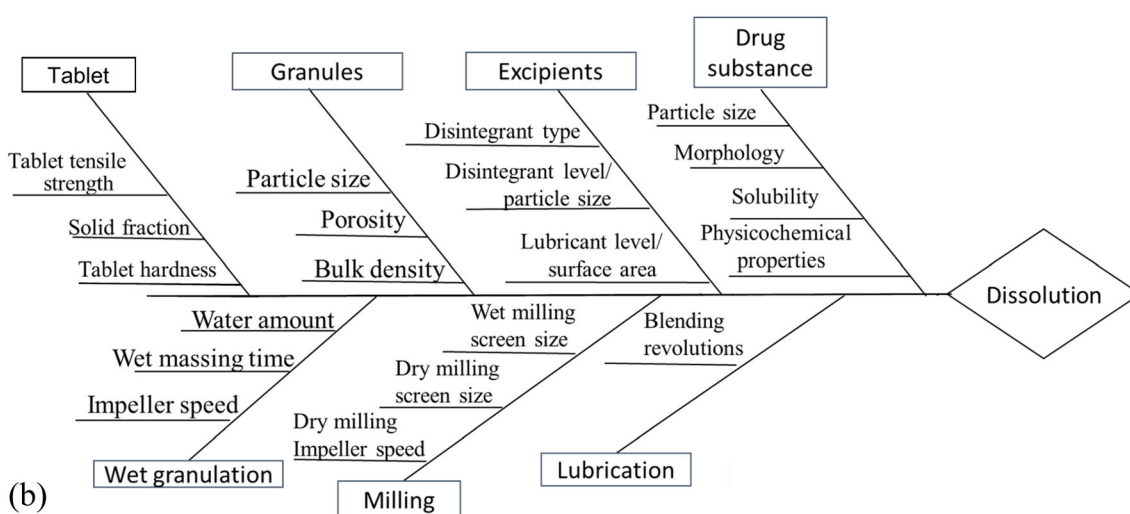 Tablet
Tablet tensile
strength
Solid fraction
Tablet hardness
Granules
Particle size
Porosity
Bulk density
Excipients
Disintegrant type
Disintegrant level/
particle size
Lubricant level/
surface area
Drug
substance
Particle size
Morphology
Solubility
Physicochemical
properties
Dissolution
Water amount
Wet massing time
Impeller speed
Wet granulation
Wet milling
screen size
Dry milling
screen size
Dry milling
Impeller speed
Milling
Blending
revolutions
Lubrication
(b)